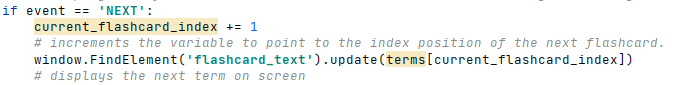 if event == 'NEXT':
    current_flashcard_index += 1
    # increments the variable to point to the index position of the next flashcard.
    window.FindElement('flashcard_text').update(terms[current_flashcard_index])
    # displays the next term on screen